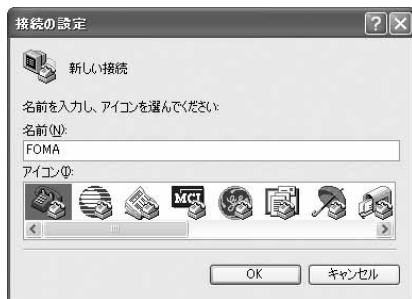 接続の設定
新しい接続
名前を入力し、アイコンを選んでください:
名前(N):
FOMA
アイコン(I):
MCI
OK
キャンセル